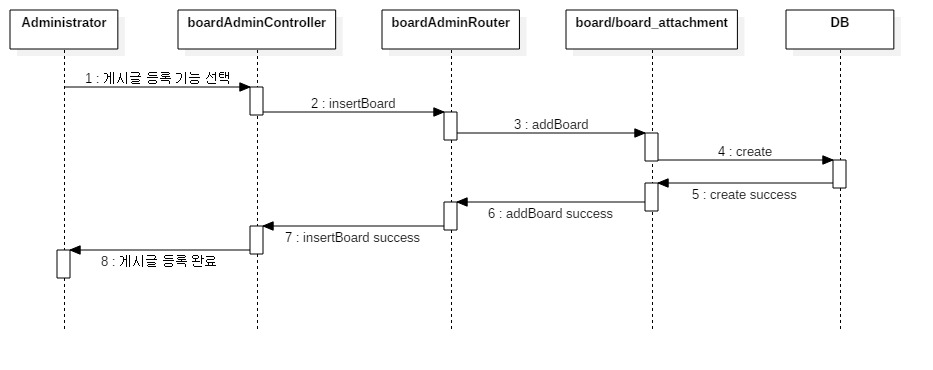 Administrator
boardAdminController
boardAdminRouter
board/board_attachment
DB
1 : 게시글 등록 기능 선택
2 : insertBoard
3 : addBoard
4 : create
5 : create success
6 : addBoard success
7 : insertBoard success
8 : 게시글 등록 완료